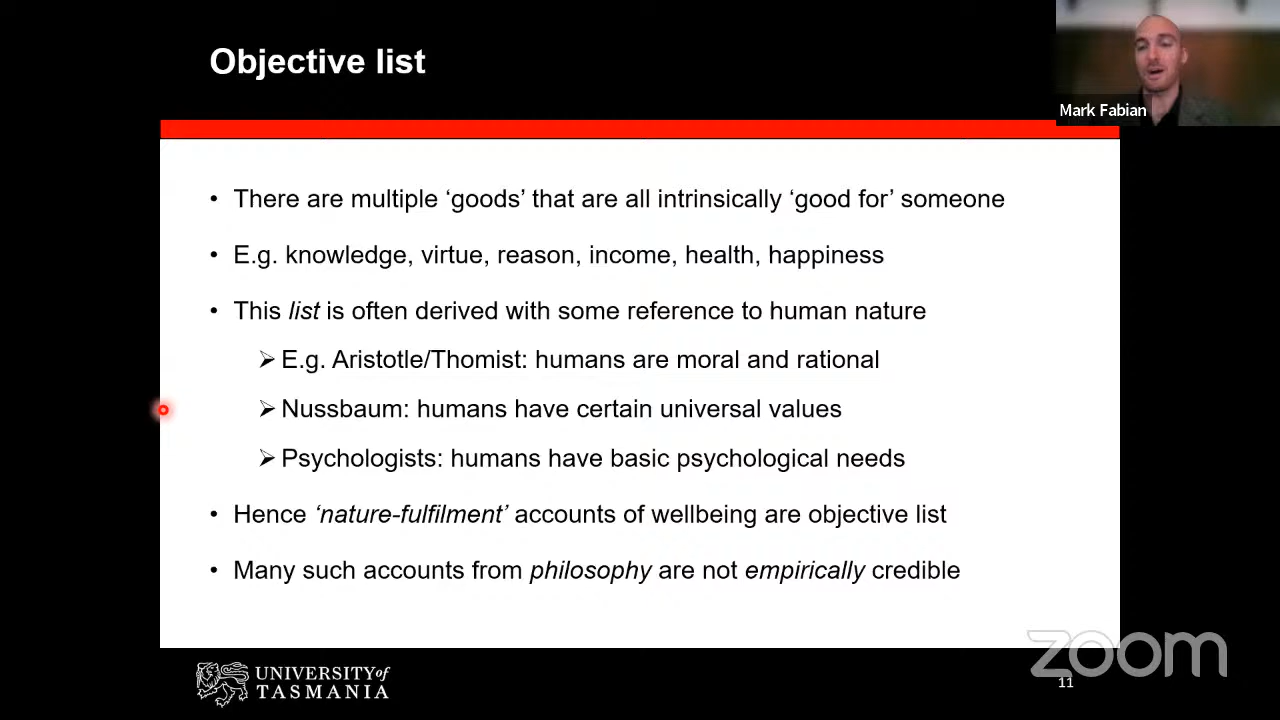 Objective list
Mark Fabian
• There are multiple ‘goods’ that are all intrinsically ‘good for’ someone
• E.g. knowledge, virtue, reason, income, health, happiness
• This list is often derived with some reference to human nature
➢ E.g. Aristotle/Thomist: humans are moral and rational
➢ Nussbaum: humans have certain universal values
➢ Psychologists: humans have basic psychological needs
• Hence ‘nature-fulfilment’ accounts of wellbeing are objective list
• Many such accounts from philosophy are not empirically credible
UNIVERSITY of
TASMANIA
zoom
11